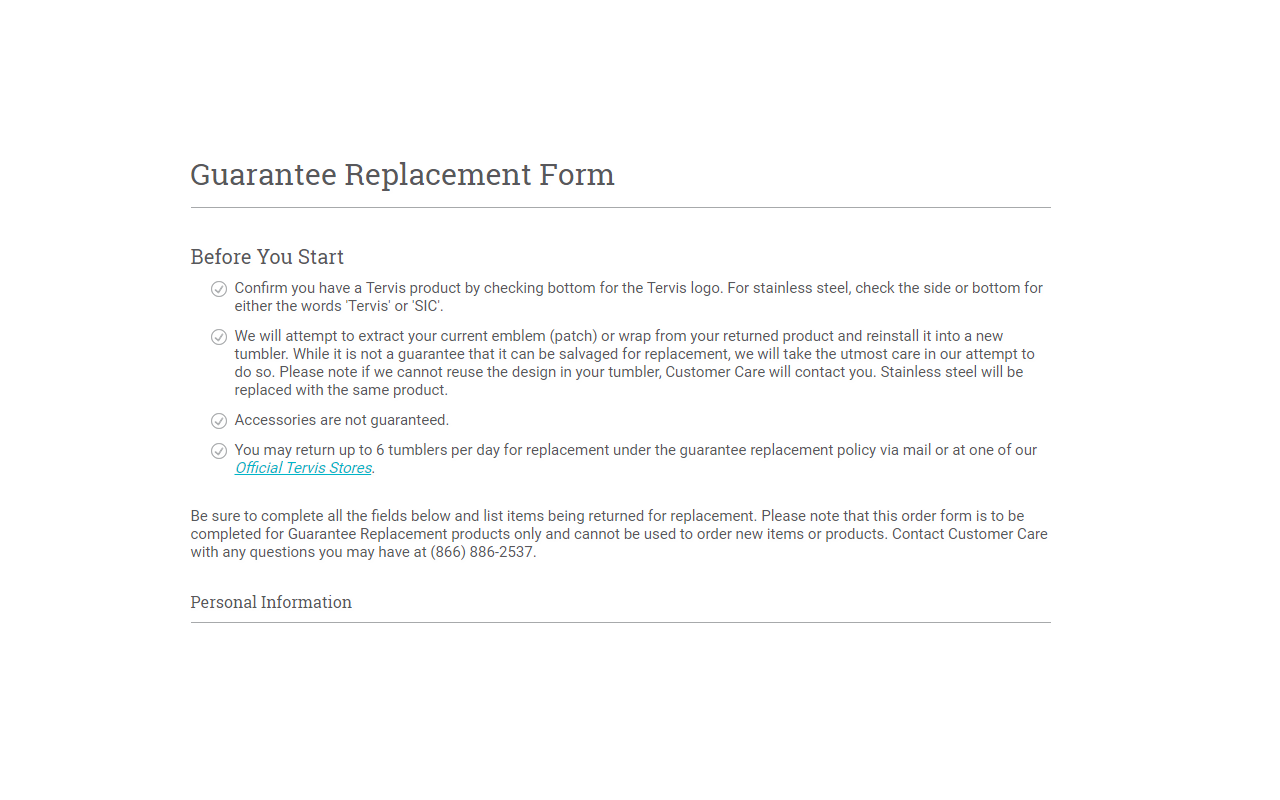 Guarantee Replacement Form
Before You Start
Confirm you have a Tervis product by checking bottom for the Tervis logo. For stainless steel, check the side or bottom for
either the words 'Tervis' or 'SIC'.
We will attempt to extract your current emblem (patch) or wrap from your returned product and reinstall it into a new
tumbler. While it is not a guarantee that it can be salvaged for replacement, we will take the utmost care in our attempt to
do so. Please note if we cannot reuse the design in your tumbler, Customer Care will contact you. Stainless steel will be
replaced with the same product.
Accessories are not guaranteed.
You may return up to 6 tumblers per day for replacement under the guarantee replacement policy via mail or at one of our
Official Tervis Stores.
Be sure to complete all the fields below and list items being returned for replacement. Please note that this order form is to be
completed for Guarantee Replacement products only and cannot be used to order new items or products. Contact Customer Care
with any questions you may have at (866) 886-2537.
Personal Information